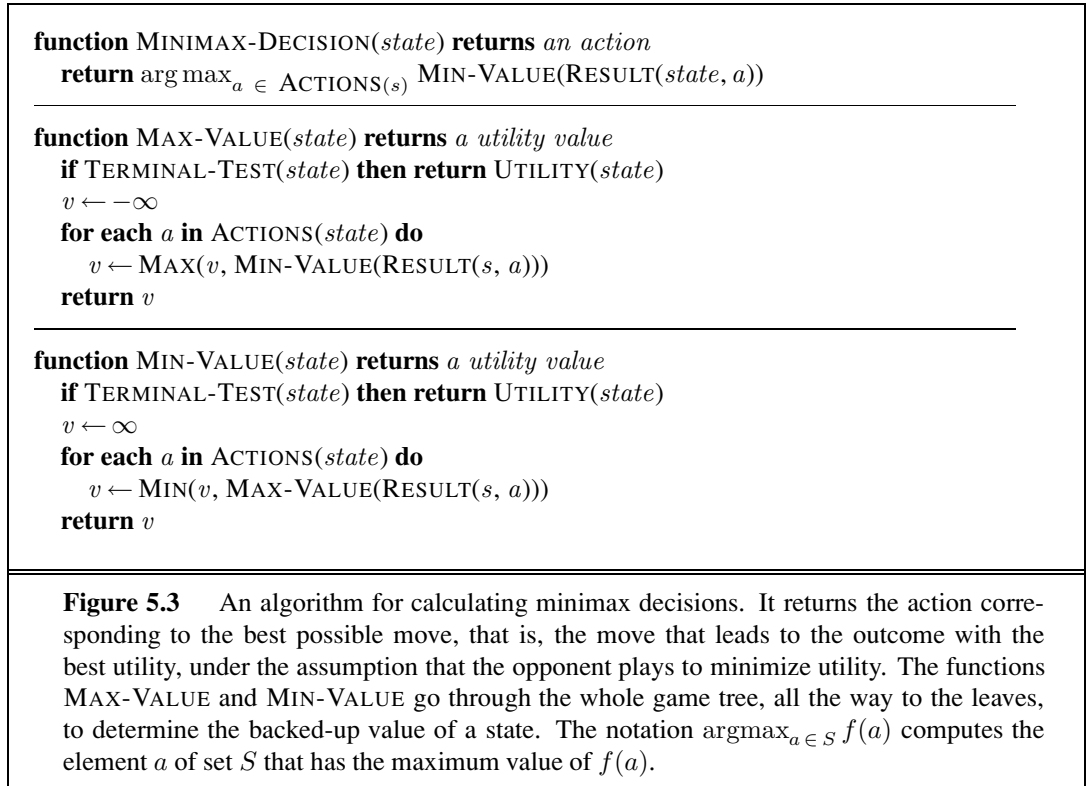 function MINIMAX-DECISION(state) returns an action
return arg max a ∈ ACTIONS(s) MIN-VALUE(RESULT(state, a))
function MAX-VALUE(state) returns a utility value
if TERMINAL-TEST(state) then return UTILITY(state)
v ← −∞
for each a in ACTIONS(state) do
v ← MAX(v, MIN-VALUE(RESULT(s, a)))
return v
function MIN-VALUE(state) returns a utility value
if TERMINAL-TEST(state) then return UTILITY(state)
v ← ∞
for each a in ACTIONS(state) do
v ← MIN(v, MAX-VALUE(RESULT(s, a)))
return v
Figure 5.3 An algorithm for calculating minimax decisions. It returns the action corre-
sponding to the best possible move, that is, the move that leads to the outcome with the
best utility, under the assumption that the opponent plays to minimize utility. The functions
MAX-VALUE and MIN-VALUE go through the whole game tree, all the way to the leaves,
to determine the backed-up value of a state. The notation argmax a ∈ S f(a) computes the
element a of set S that has the maximum value of f(a).